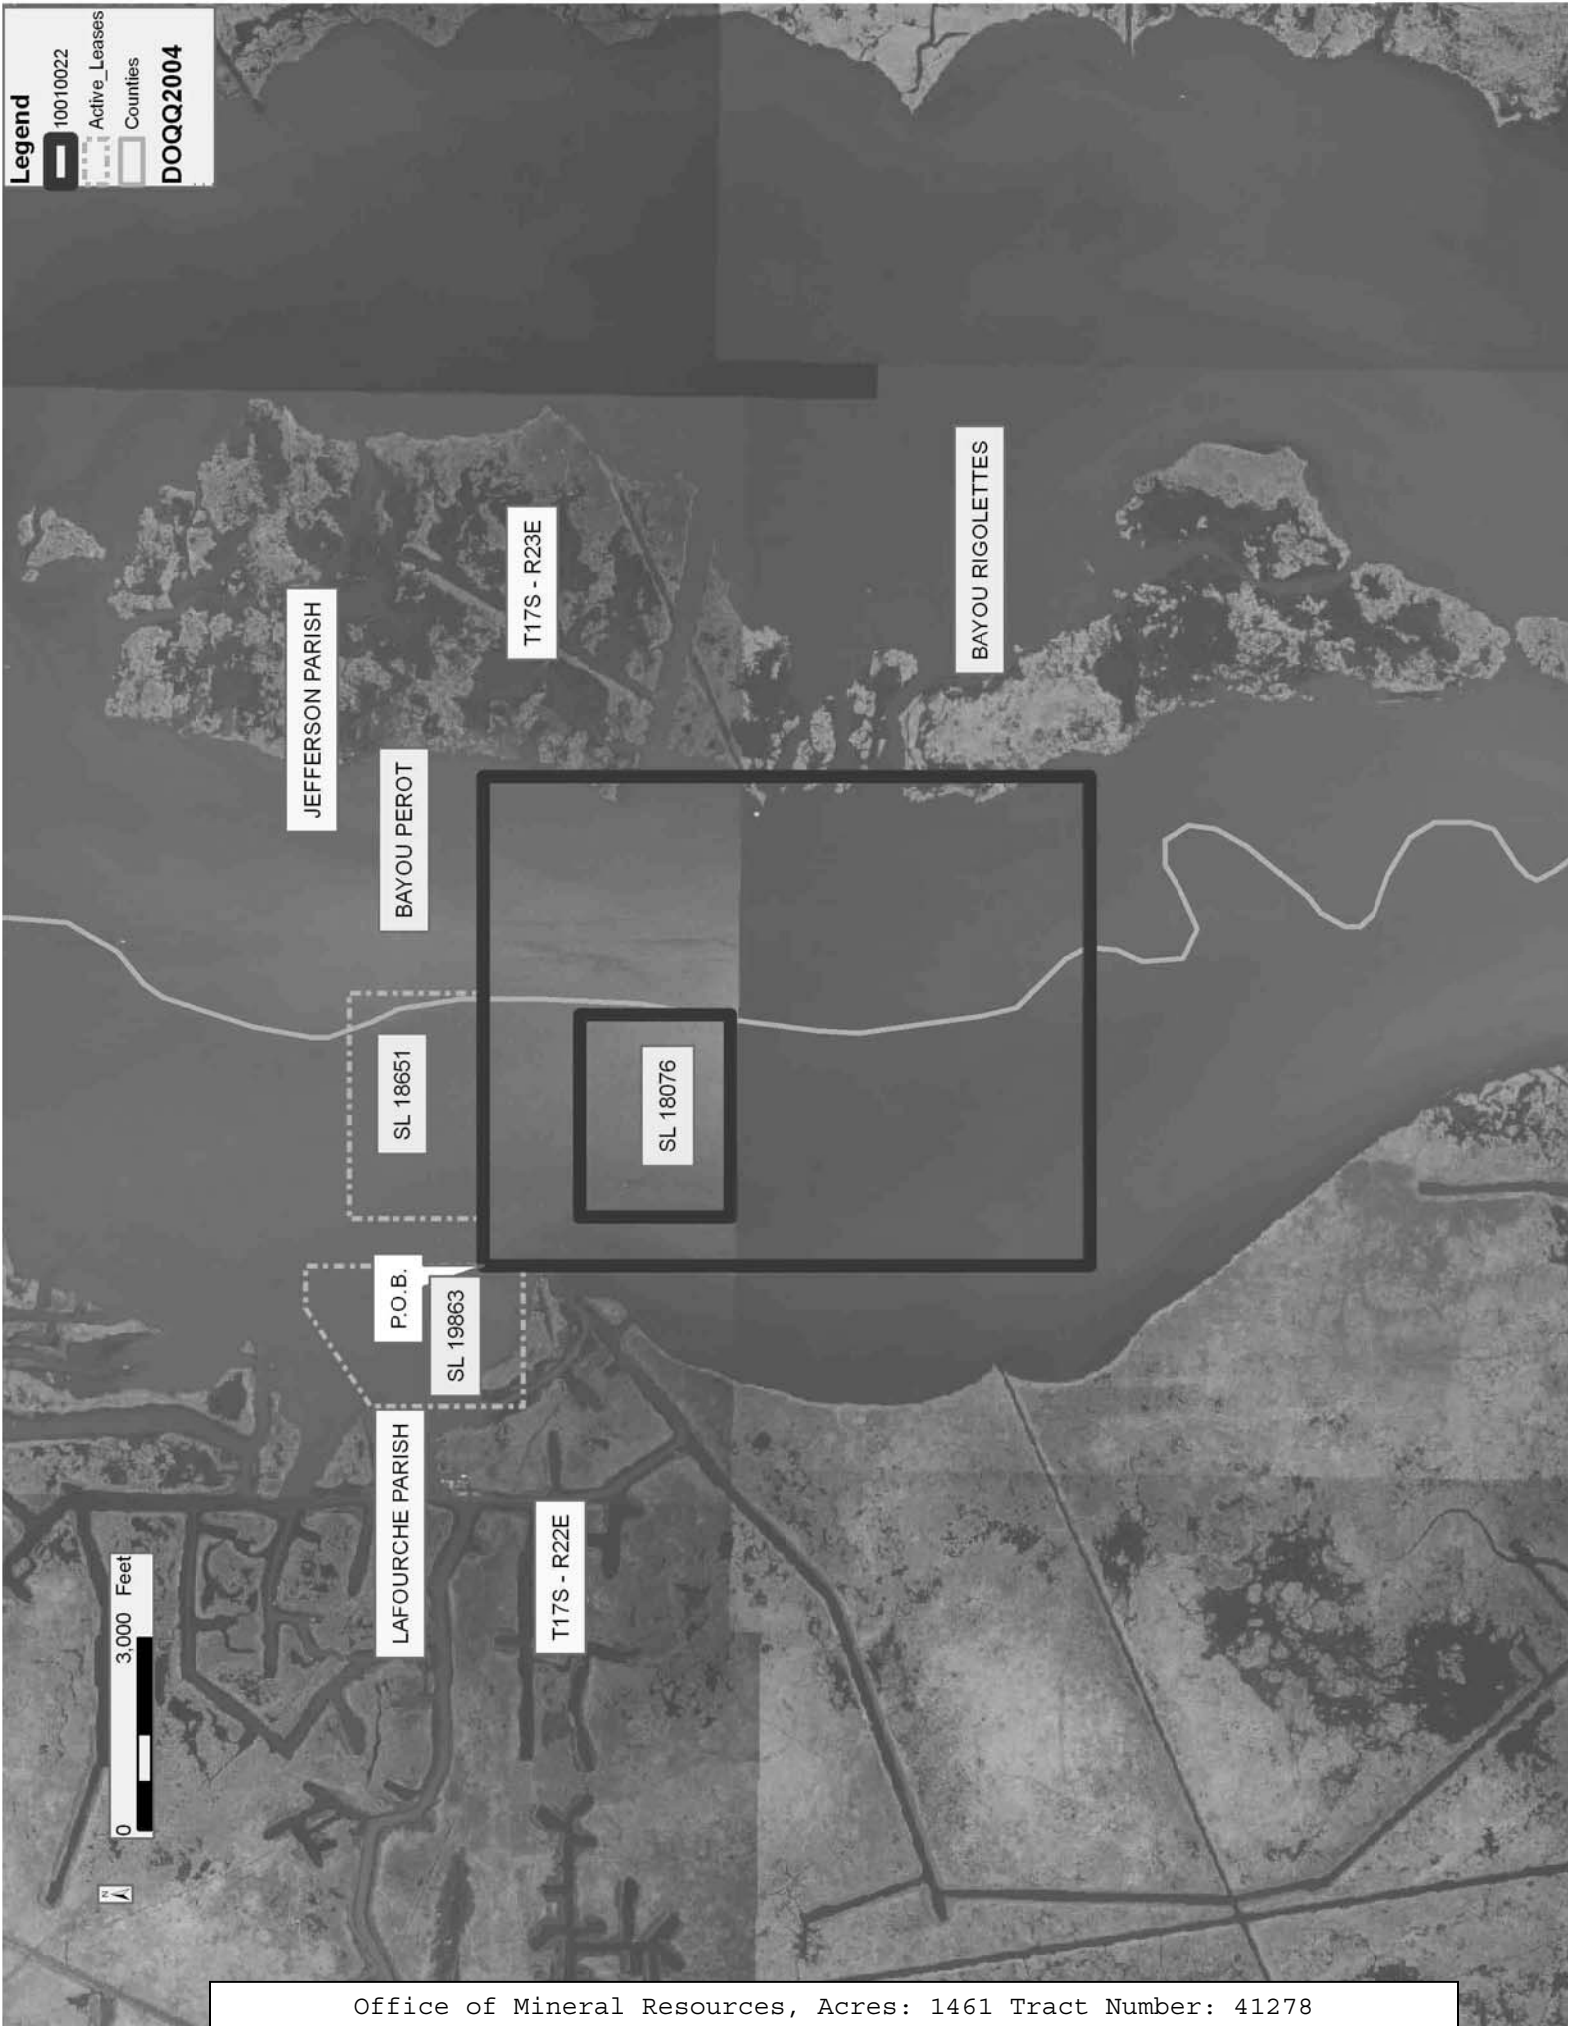 Legend
10010022
Active_Leases
Counties
DOQQ2004
0 3,000 Feet
N
JEFFERSON PARISH
BAYOU PEROT
T17S - R23E
BAYOU RIGOLETTES
SL 18651
SL 18076
P.O.B.
SL 19863
LAFOURCHE PARISH
T17S - R22E
Office of Mineral Resources, Acres: 1461 Tract Number: 41278